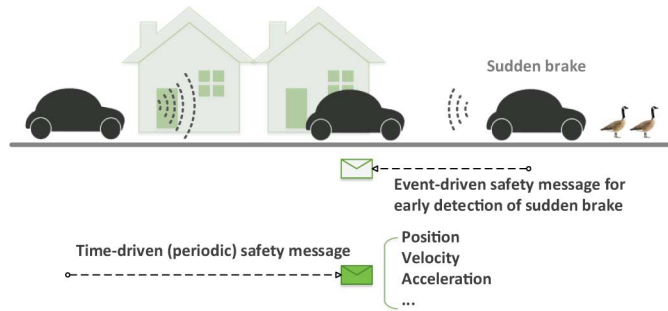 Sudden brake
Event-driven safety message for
early detection of sudden brake
Time-driven (periodic) safety message
Position
Velocity
Acceleration
...